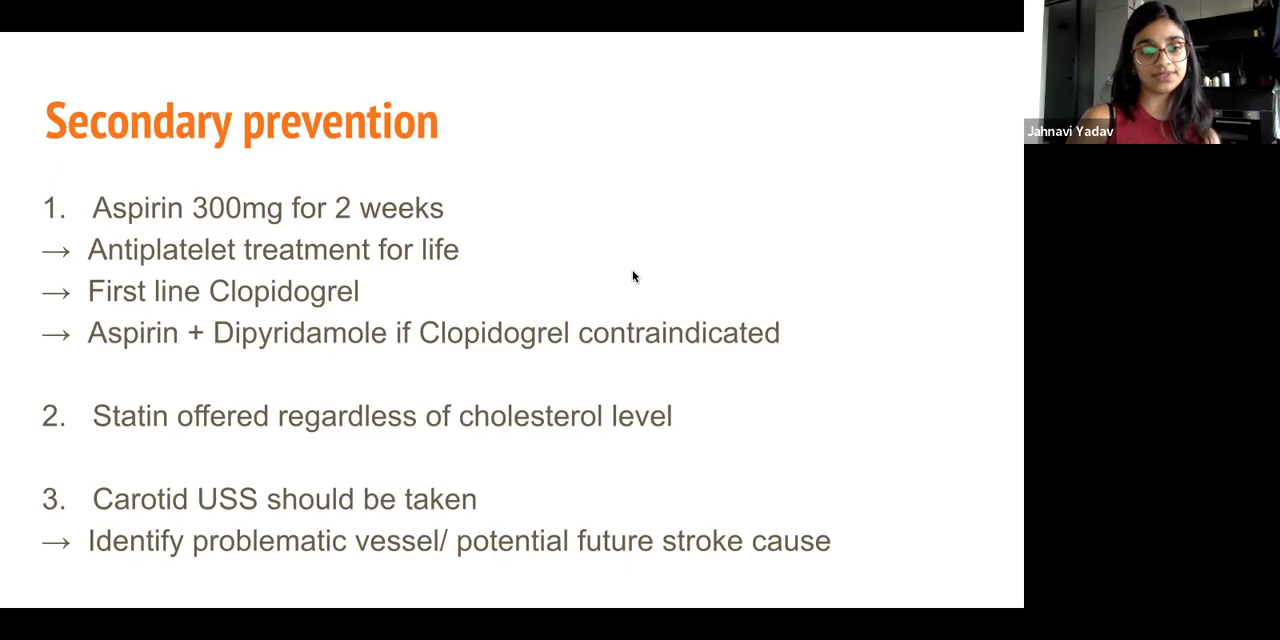 Secondary prevention
1. Aspirin 300mg for 2 weeks
→ Antiplatelet treatment for life
→ First line Clopidogrel
→ Aspirin + Dipyridamole if Clopidogrel contraindicated
2. Statin offered regardless of cholesterol level
3. Carotid USS should be taken
→ Identify problematic vessel/ potential future stroke cause
Jahnavi Yadav